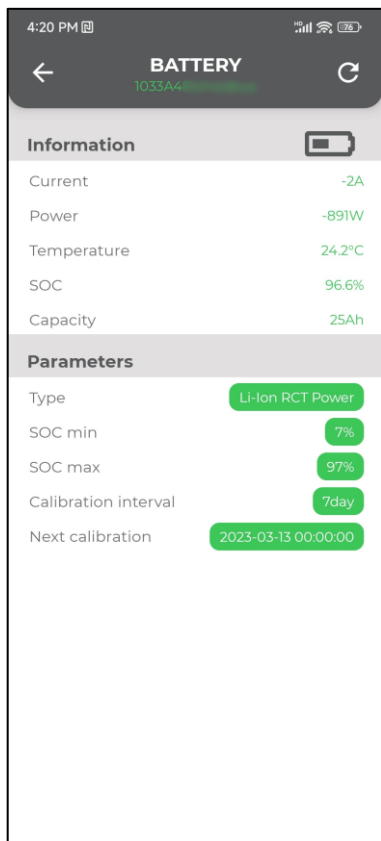 4:20 PM
HD 76
BATTERY
1033A4
Information
Current -2A
Power -891W
Temperature 24.2°C
SOC 96.6%
Capacity 25Ah
Parameters
Type Li-Ion RCT Power
SOC min 7%
SOC max 97%
Calibration interval 7day
Next calibration 2023-03-13 00:00:00